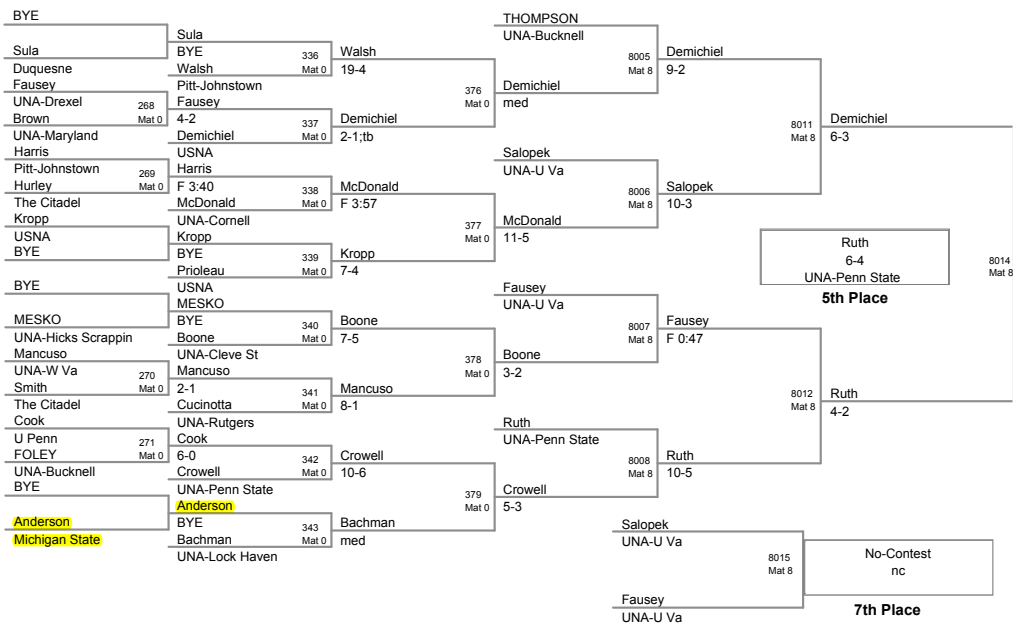 BYE
Sula
Duquesne
Fausey
UNA-Drexel
268
Brown
Mat 0
UNA-Maryland
Harris
Pitt-Johnstown
269
Hurley
Mat 0
The Citadel
Kropp
USNA
BYE
BYE
MESKO
UNA-Hicks Scrappin
Mancuso
UNA-W Va
270
Smith
Mat 0
The Citadel
Cook
U Penn
271
FOLEY
Mat 0
UNA-Bucknell
BYE
Anderson
Michigan State
Sula
BYE
336
Walsh
Mat 0
Pitt-Johnstown
Fausey
4-2
337
Demichiel
Mat 0
USNA
Harris
F 3:40
338
McDonald
Mat 0
UNA-Cornell
Kropp
BYE
339
Prioleau
Mat 0
USNA
MESKO
BYE
340
Boone
Mat 0
UNA-Cleve St
Mancuso
2-1
341
Cucinotta
Mat 0
UNA-Rutgers
Cook
6-0
342
Crowell
Mat 0
UNA-Penn State
Anderson
BYE
343
Bachman
Mat 0
UNA-Lock Haven
Walsh
19-4
376
Mat 0
Demichiel
2-1;tb
McDonald
F 3:57
377
Mat 0
Kropp
7-4
Boone
7-5
378
Mat 0
Mancuso
8-1
Crowell
10-6
379
Mat 0
Bachman
med
THOMPSON
UNA-Bucknell
8005
Mat 8
Demichiel
med
Salopek
UNA-U Va
8006
Mat 8
McDonald
11-5
Fausey
UNA-U Va
8007
Mat 8
Boone
3-2
Ruth
UNA-Penn State
8008
Mat 8
Crowell
5-3
Demichiel
9-2
8011
Mat 8
Salopek
10-3
Fausey
F 0:47
8012
Mat 8
Ruth
10-5
Demichiel
6-3
8014
Mat 8
Ruth
4-2
Ruth
6-4
UNA-Penn State
5th Place
Salopek
UNA-U Va
8015
Mat 8
Fausey
UNA-U Va
No-Contest
nc
7th Place